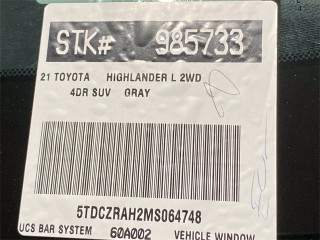 STK# 985733
21 TOYOTA HIGHLANDER L 2WD
4DR SUV GRAY
5TDCZRAH2MS064748
UCS BAR SYSTEM 60A002 VEHICLE WINDOW